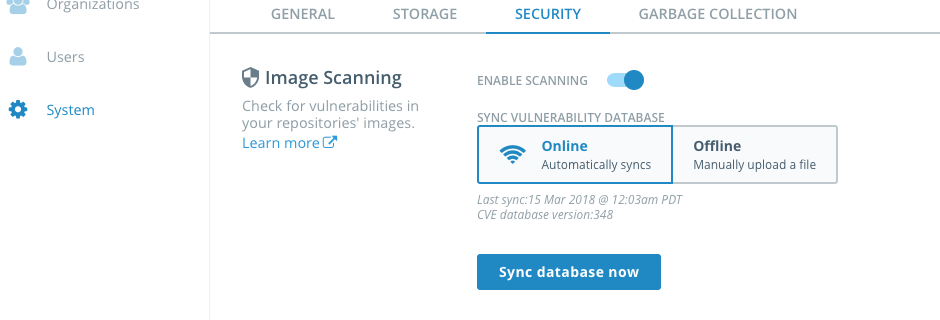 Organizations
Users
System
GENERAL
STORAGE
SECURITY
GARBAGE COLLECTION
Image Scanning
Check for vulnerabilities in
your repositories' images.
Learn more
ENABLE SCANNING
SYNC VULNERABILITY DATABASE
Online
Automatically syncs
Offline
Manually upload a file
Last sync:15 Mar 2018 @ 12:03am PDT
CVE database version:348
Sync database now